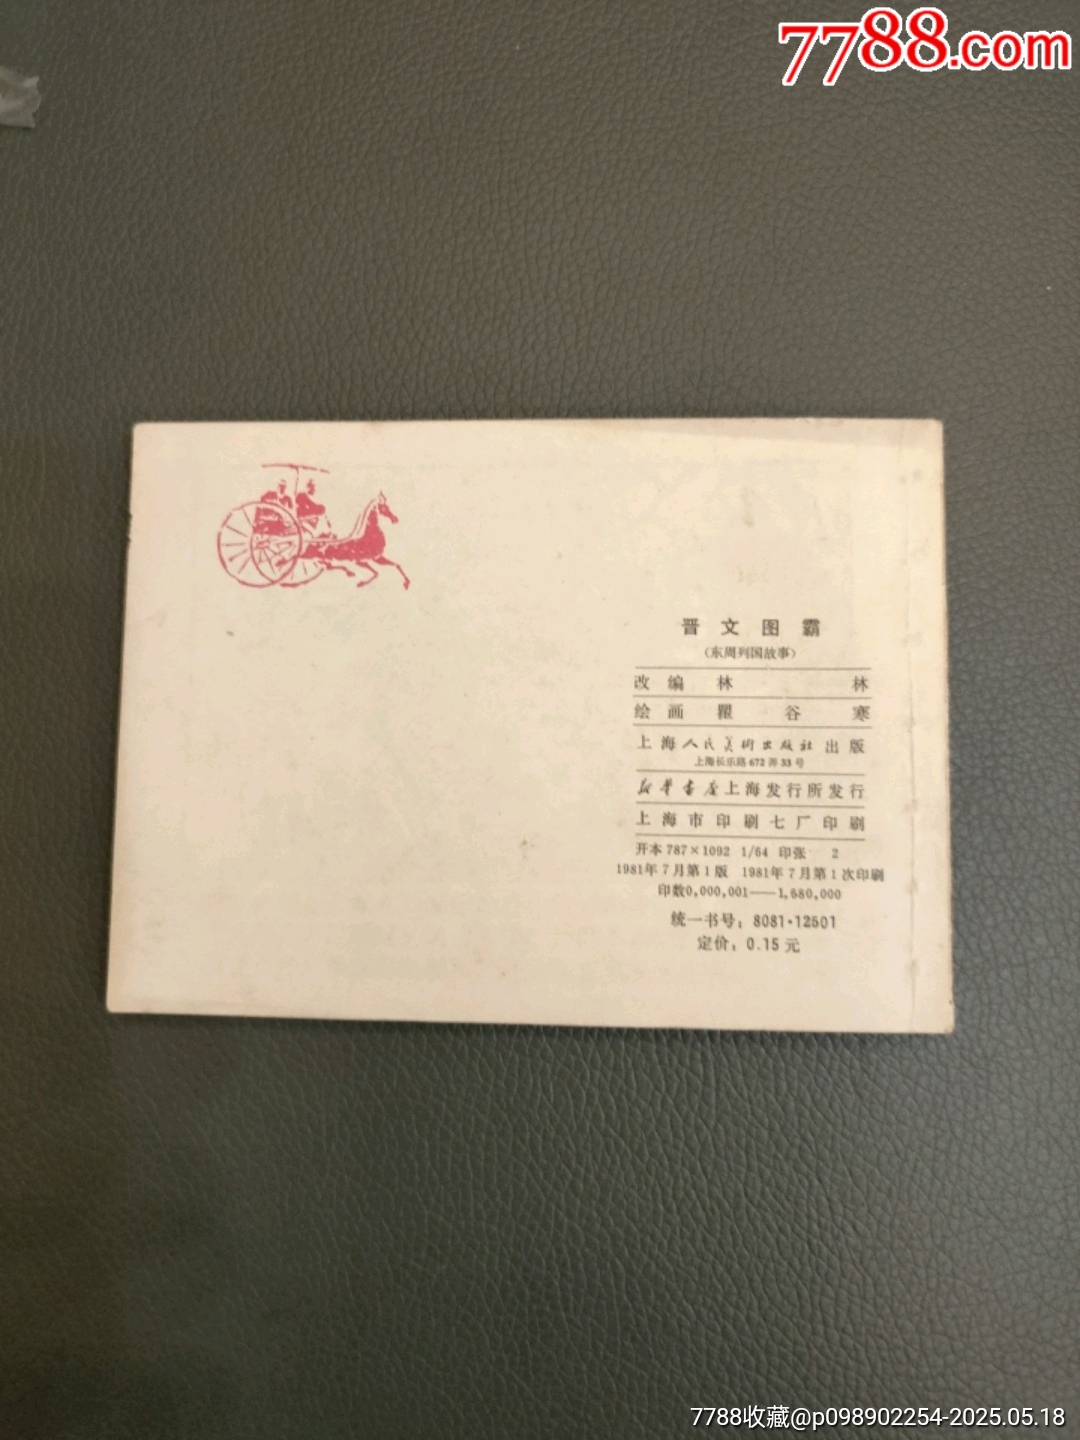 7788.com
晋文图霸
(东周列国故事)
改编 林 林
绘画 瞿谷寒
上海人民美術出版社出版
上海长乐路672弄33号
新华书店上海发行所发行
上海市印刷七厂印刷
开本 787×1092 1/64 印张 2
1981年7月第1版 1981年7月第1次印刷
印数0,000,001——1,680,000
统一书号: 8081·12501
定价: 0.15元
7788收藏@p098902254-2025.05.18